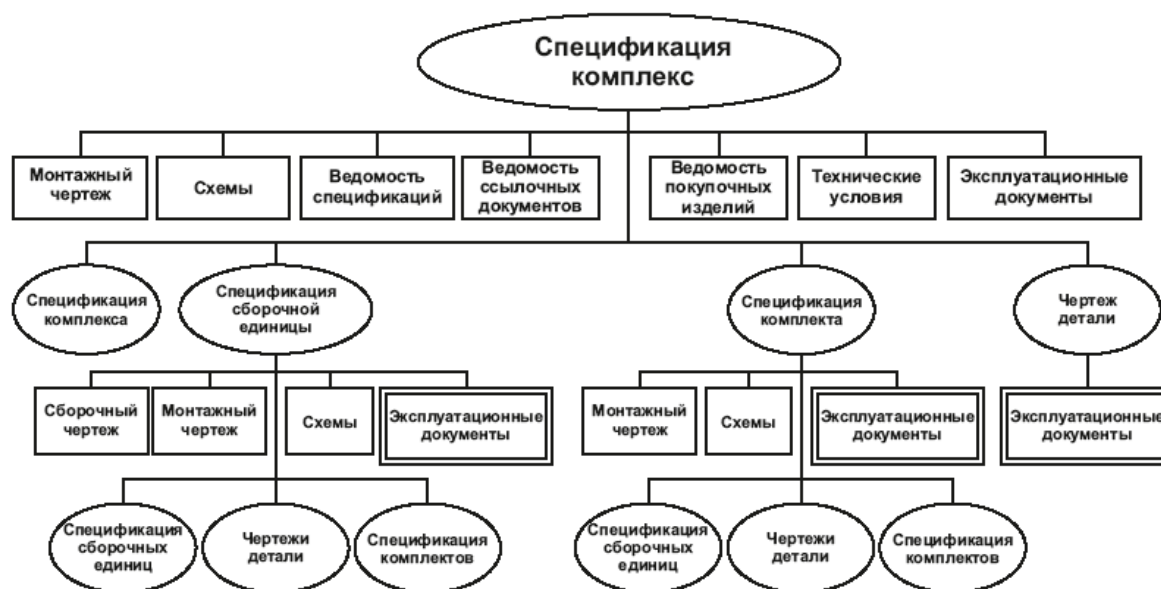 Спецификация
комплекс
Монтажный
чертеж
Схемы
Ведомость
спецификаций
Ведомость
ссылочных
документов
Ведомость
покупочных
изделий
Технические
условия
Эксплуатационные
документы
Спецификация
комплекса
Спецификация
сборочной
единицы
Спецификация
комплекта
Чертеж
детали
Сборочный
чертеж
Монтажный
чертеж
Схемы
Эксплуатационные
документы
Монтажный
чертеж
Схемы
Эксплуатационные
документы
Эксплуатационные
документы
Спецификация
сборочных
единиц
Чертежи
детали
Спецификация
комплектов
Спецификация
сборочных
единиц
Чертежи
детали
Спецификация
комплектов